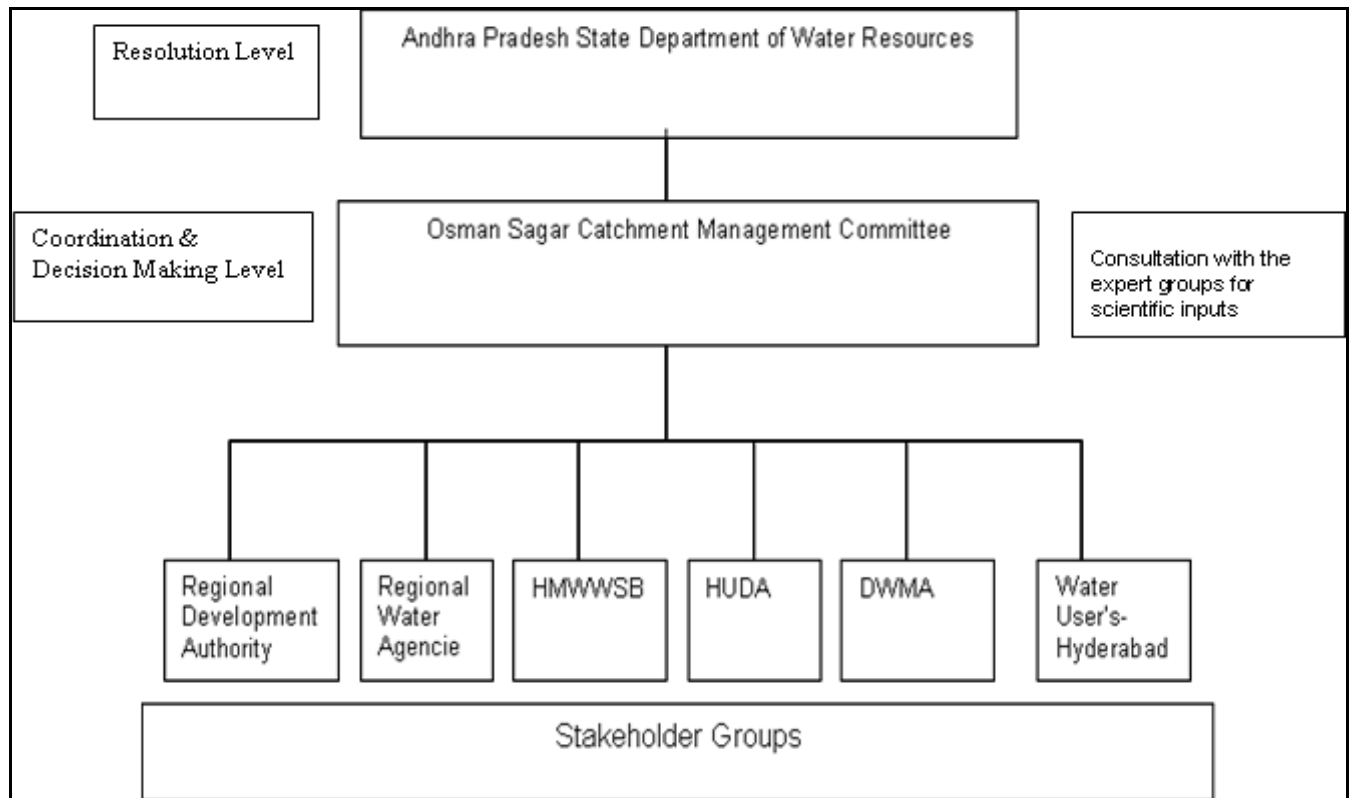 Resolution Level
Andhra Pradesh State Department of Water Resources
Coordination &
Decision Making Level
Osman Sagar Catchment Management Committee
Consultation with the
expert groups for
scientific inputs
Regional
Development
Authority
Regional
Water
Agencie
HMWWSB
HUDA
DWMA
Water
User's-
Hyderabad
Stakeholder Groups